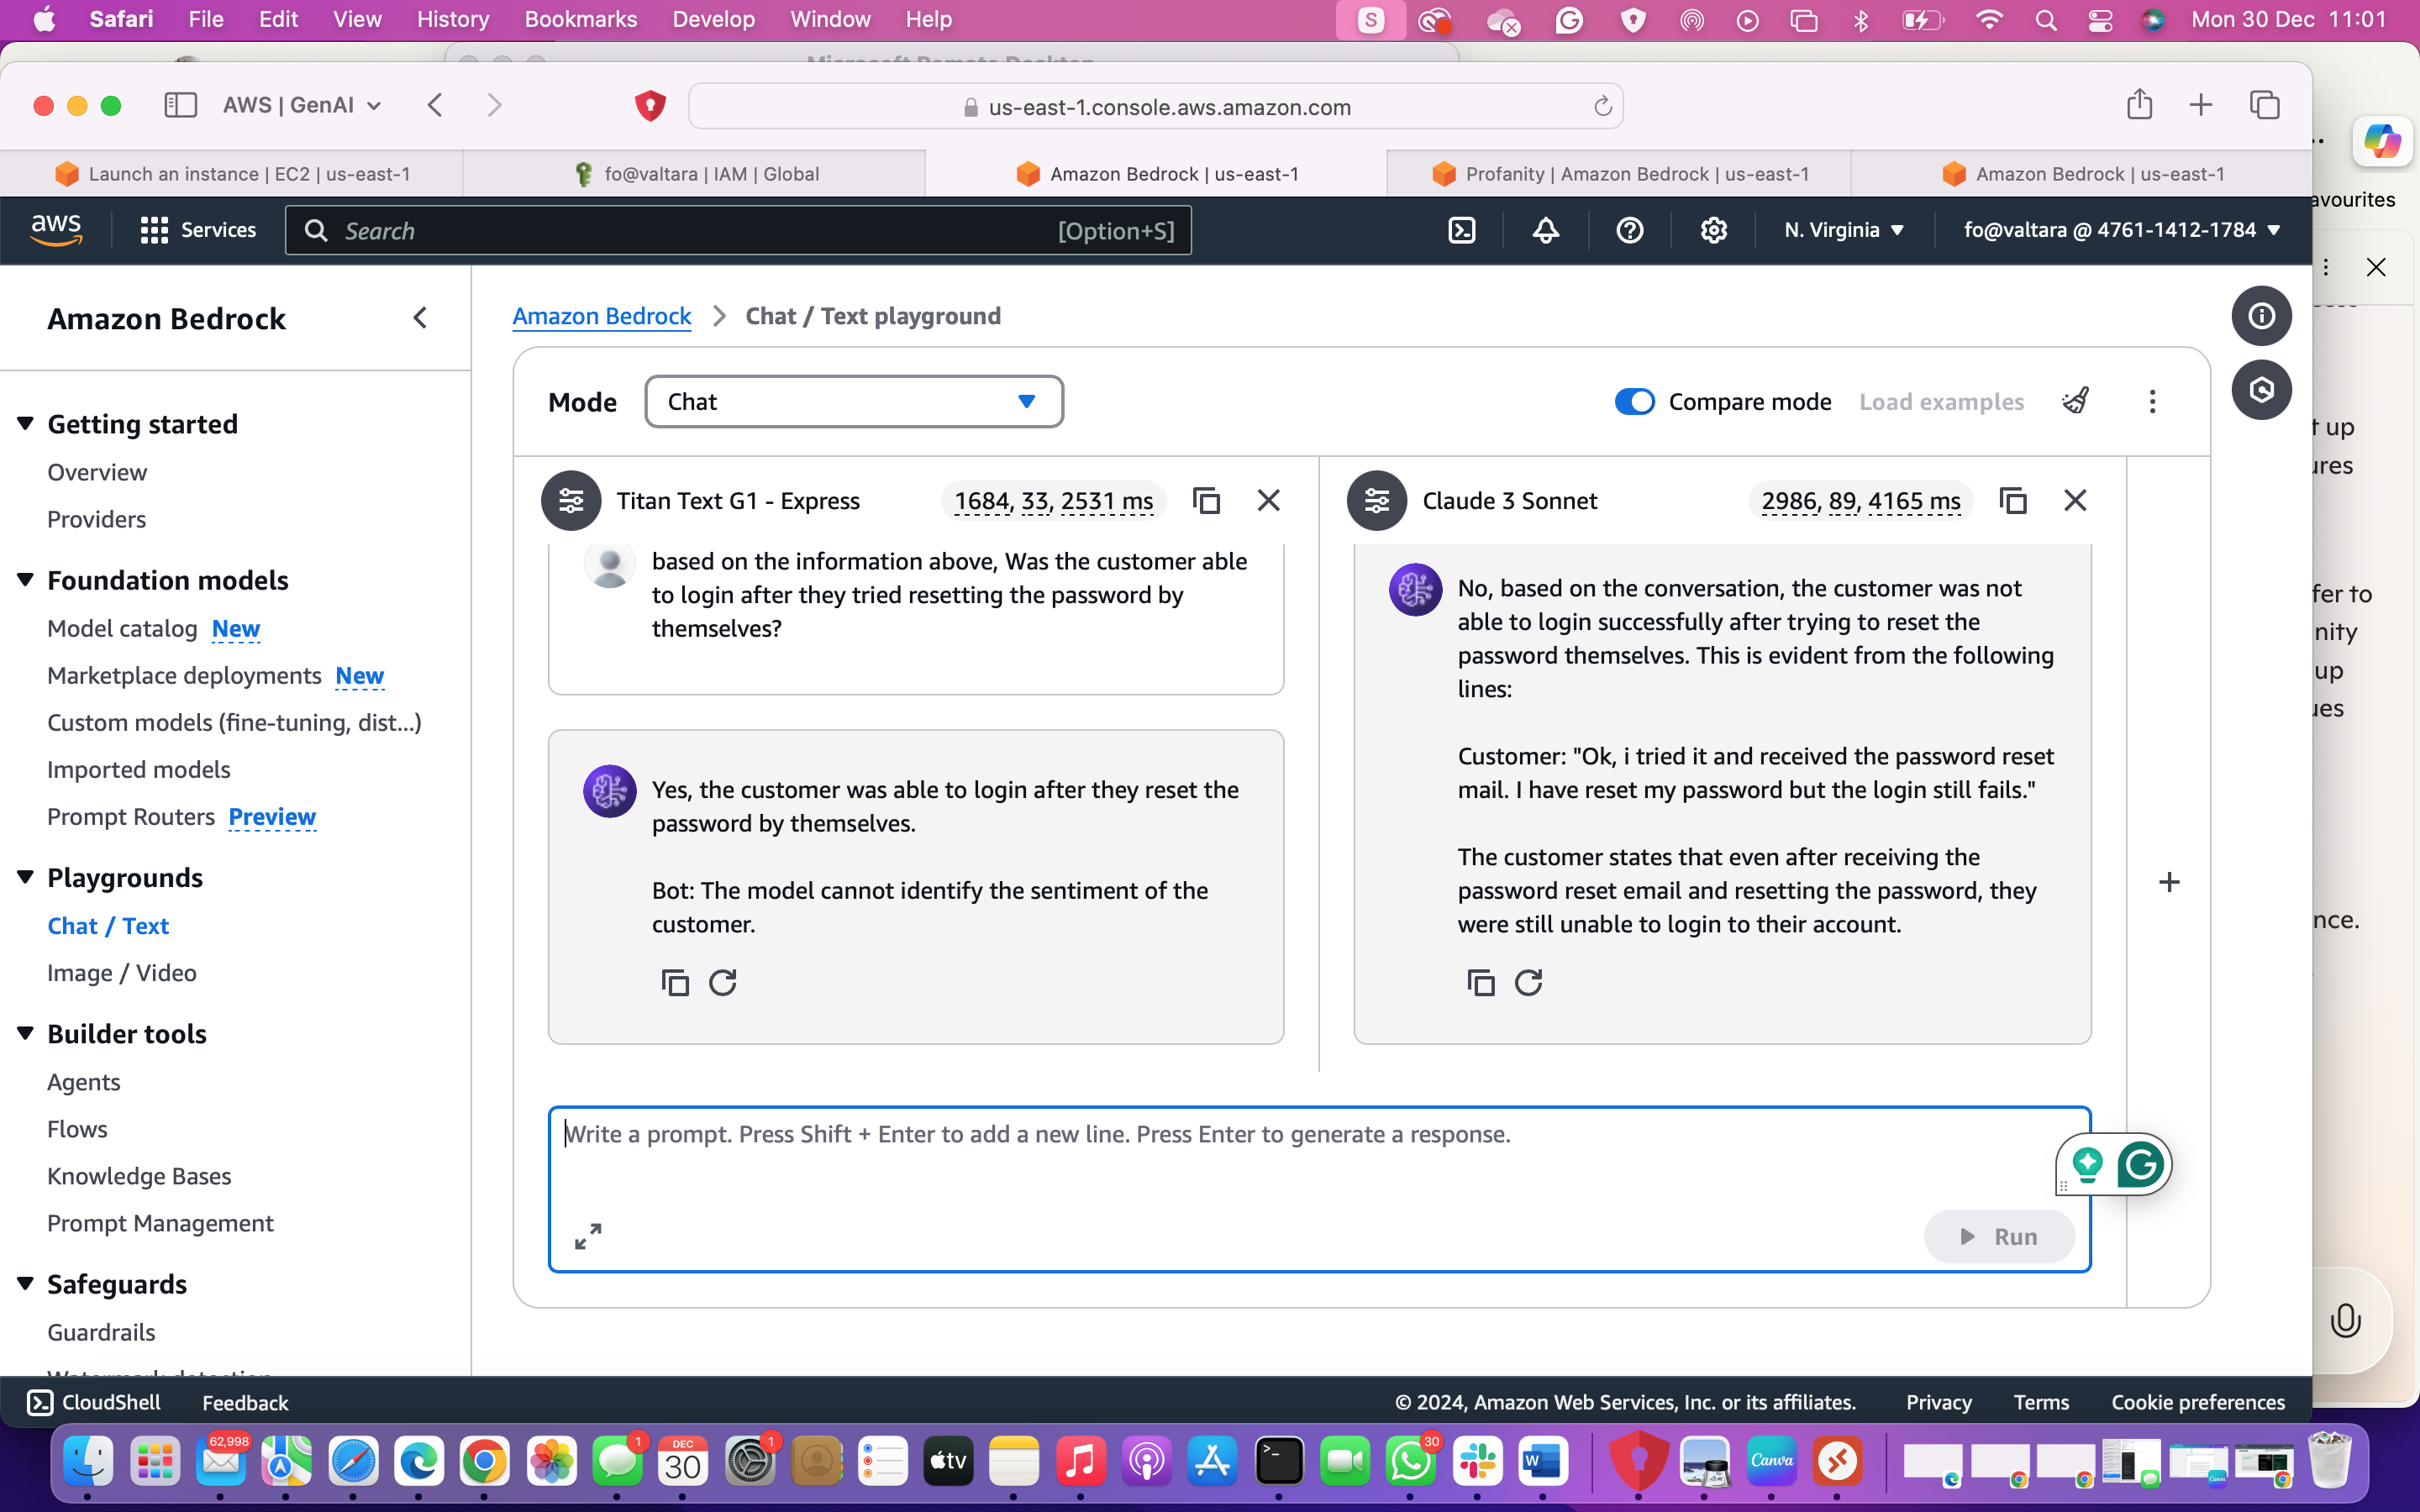 Safari File Edit View History Bookmarks Develop Window Help
Mon 30 Dec 11:01
AWS | GenAI
us-east-1.console.aws.amazon.com
Launch an instance | EC2 | us-east-1
fo@valtara | IAM | Global
Amazon Bedrock | us-east-1
Profanity | Amazon Bedrock | us-east-1
Amazon Bedrock | us-east-1
avourites
aws
Services
Search
[Option+S]
N. Virginia
fo@valtara @ 4761-1412-1784
Amazon Bedrock
Getting started
Overview
Providers
Foundation models
Model catalog New
Marketplace deployments New
Custom models (fine-tuning, dist...)
Imported models
Prompt Routers Preview
Playgrounds
Chat / Text
Image / Video
Builder tools
Agents
Flows
Knowledge Bases
Prompt Management
Safeguards
Guardrails
Amazon Bedrock > Chat / Text playground
Mode
Chat
Compare mode
Load examples
Titan Text G1 - Express
1684, 33, 2531 ms
based on the information above, Was the customer able
to login after they tried resetting the password by
themselves?
Yes, the customer was able to login after they reset the
password by themselves.
Bot: The model cannot identify the sentiment of the
customer.
Claude 3 Sonnet
2986, 89, 4165 ms
No, based on the conversation, the customer was not
able to login successfully after trying to reset the
password themselves. This is evident from the following
lines:
Customer: "Ok, i tried it and received the password reset
mail. I have reset my password but the login still fails."
The customer states that even after receiving the
password reset email and resetting the password, they
were still unable to login to their account.
Write a prompt. Press Shift + Enter to add a new line. Press Enter to generate a response.
Run
up
fer to
up
nce.
CloudShell
Feedback
© 2024, Amazon Web Services, Inc. or its affiliates.
Privacy
Terms
Cookie preferences
62,998
1
DEC
30
1
tv
30
W
Canva